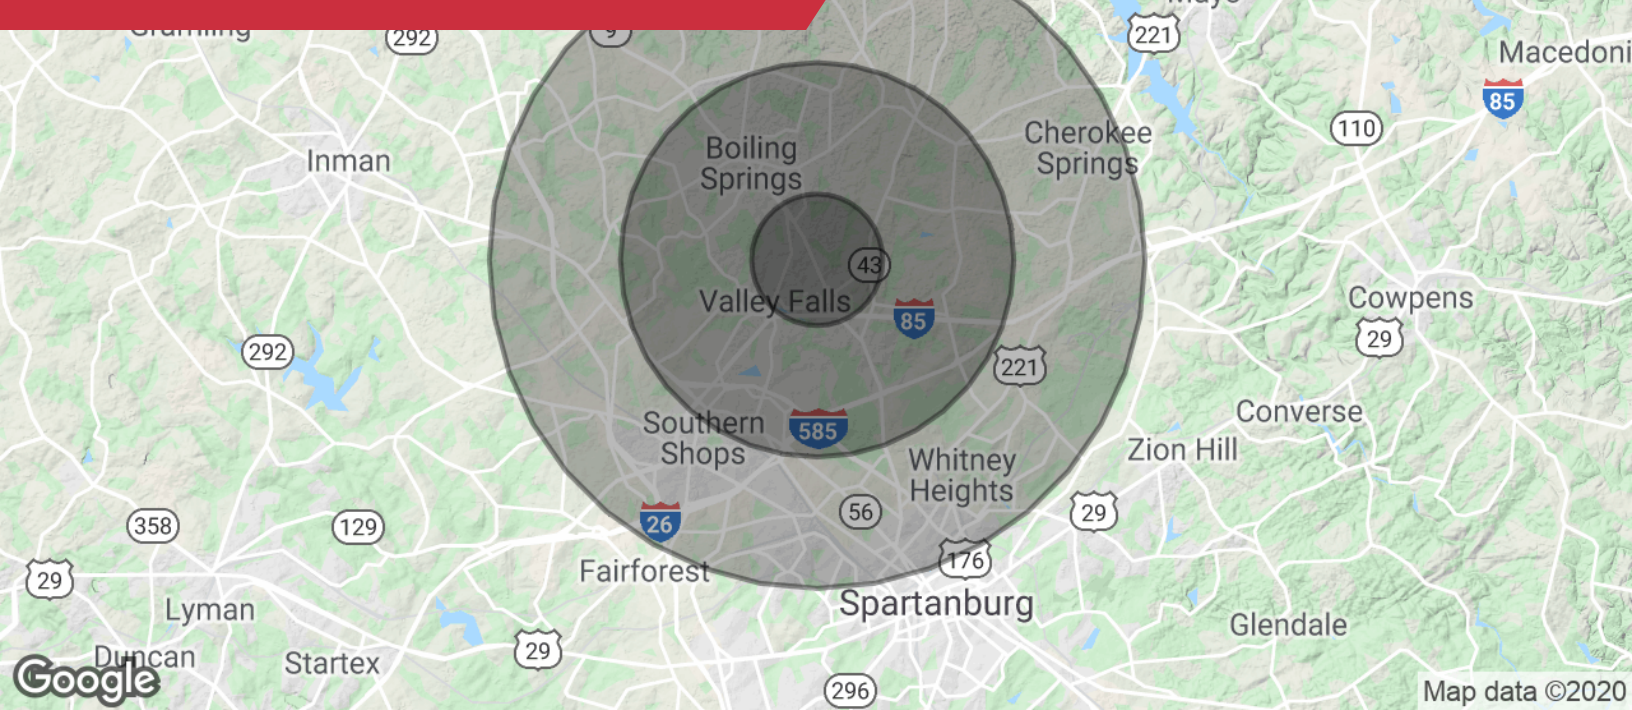 Gramling
292
9
221
Macedoni
85
110
Boiling
Springs
Cherokee
Springs
Inman
43
Valley Falls
85
Cowpens
29
292
221
Converse
Southern
Shops
585
Zion Hill
Whitney
Heights
358
129
26
56
29
176
Fairforest
29
Lyman
Spartanburg
Glendale
Duncan
Startex
29
296
Google
Map data ©2020